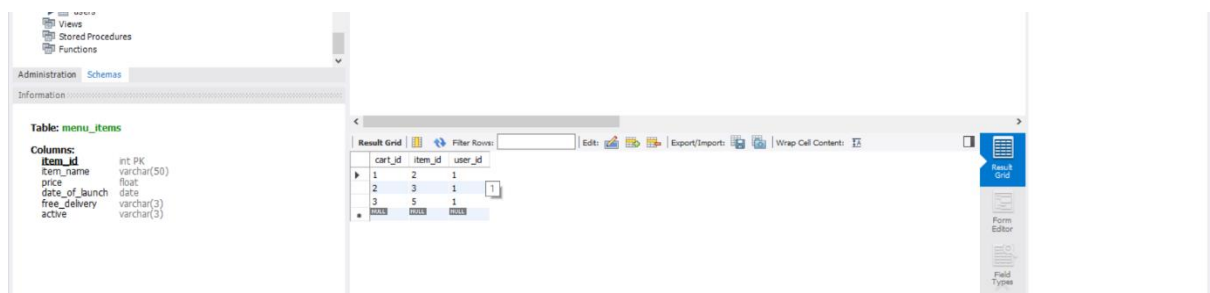 users
Views
Stored Procedures
Functions
Administration Schemas
Information
Table: menu_items
Columns:
item_id int PK
item_name varchar(50)
price float
date_of_launch date
free_delivery varchar(3)
active varchar(3)
Result Grid Filter Rows: Edit: Export/Import: Wrap Cell Content:
cart_id item_id user_id
1 2 1
2 3 1
1
3 5 1
NULL NULL NULL
Result
Grid
Form
Editor
Field
Types